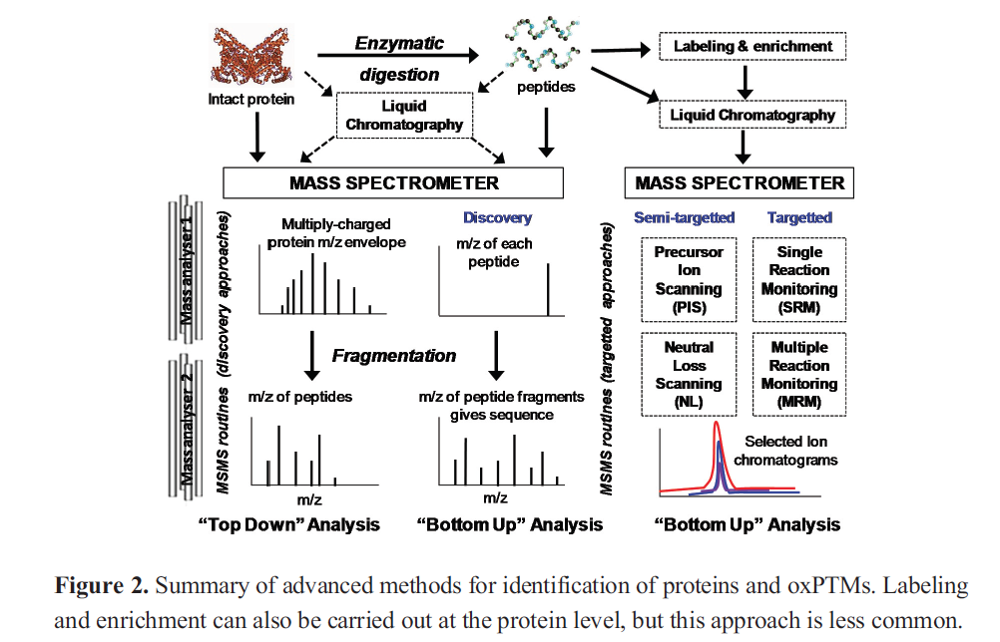 Enzymatic
digestion
Intact protein
peptides
Labeling & enrichment
Liquid
Chromatography
Liquid Chromatography
MASS SPECTROMETER
MASS SPECTROMETER
Mass analyser 1
Mass analyser 2
MSMS routines (discovery approaches)
Multiply-charged
protein m/z envelope
Discovery
m/z of each
peptide
Fragmentation
m/z of peptides
m/z
m/z of peptide fragments
gives sequence
m/z
MSMS routines (targetted approaches)
Semi-targetted
Targetted
Precursor
Ion
Scanning
(PIS)
Single
Reaction
Monitoring
(SRM)
Neutral
Loss
Scanning
(NL)
Multiple
Reaction
Monitoring
(MRM)
Selected Ion
chromatograms
“Top Down” Analysis
“Bottom Up” Analysis
“Bottom Up” Analysis
Figure 2. Summary of advanced methods for identification of proteins and oxPTMs. Labeling
and enrichment can also be carried out at the protein level, but this approach is less common.